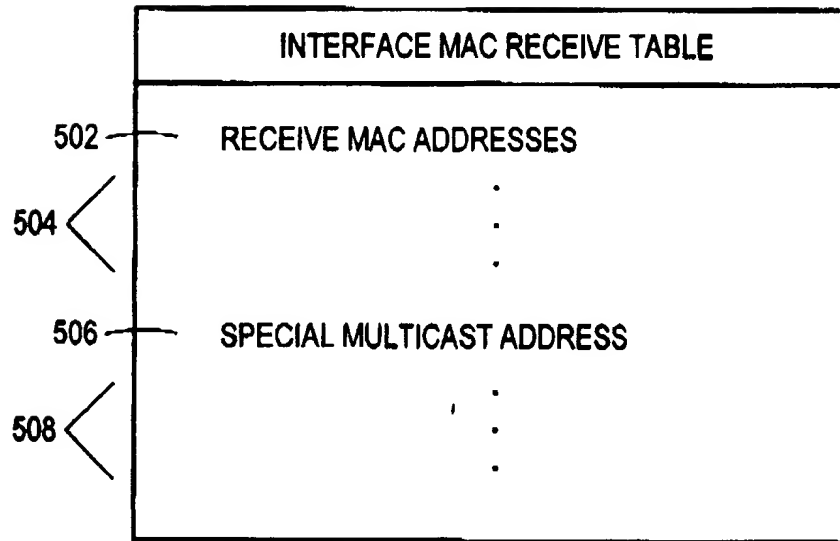 INTERFACE MAC RECEIVE TABLE
502 RECEIVE MAC ADDRESSES
504
506 SPECIAL MULTICAST ADDRESS
508